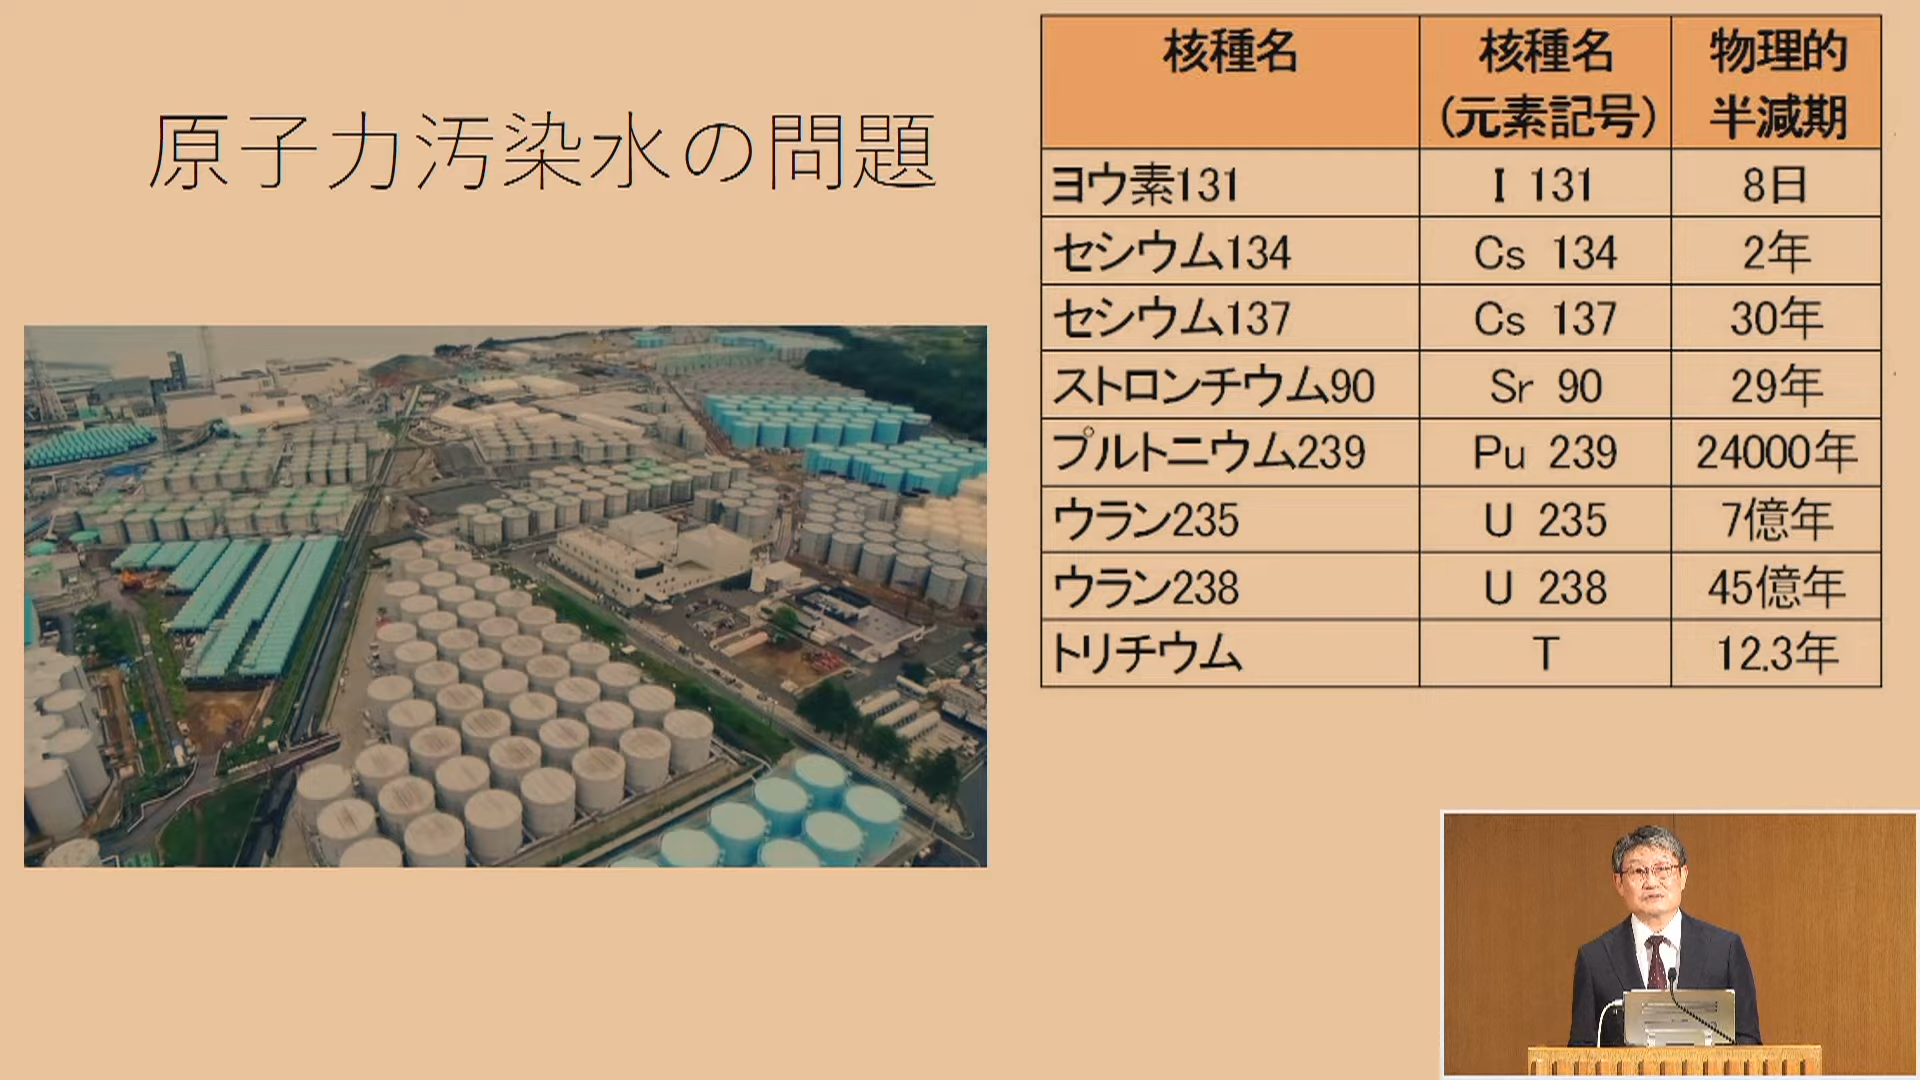 原子力汚染水の問題
核種名 核種名 物理的
(元素記号) 半減期
ヨウ素131 I 131 8日
セシウム134 Cs 134 2年
セシウム137 Cs 137 30年
ストロンチウム90 Sr 90 29年
プルトニウム239 Pu 239 24000年
ウラン235 U 235 7億年
ウラン238 U 238 45億年
トリチウム T 12.3年